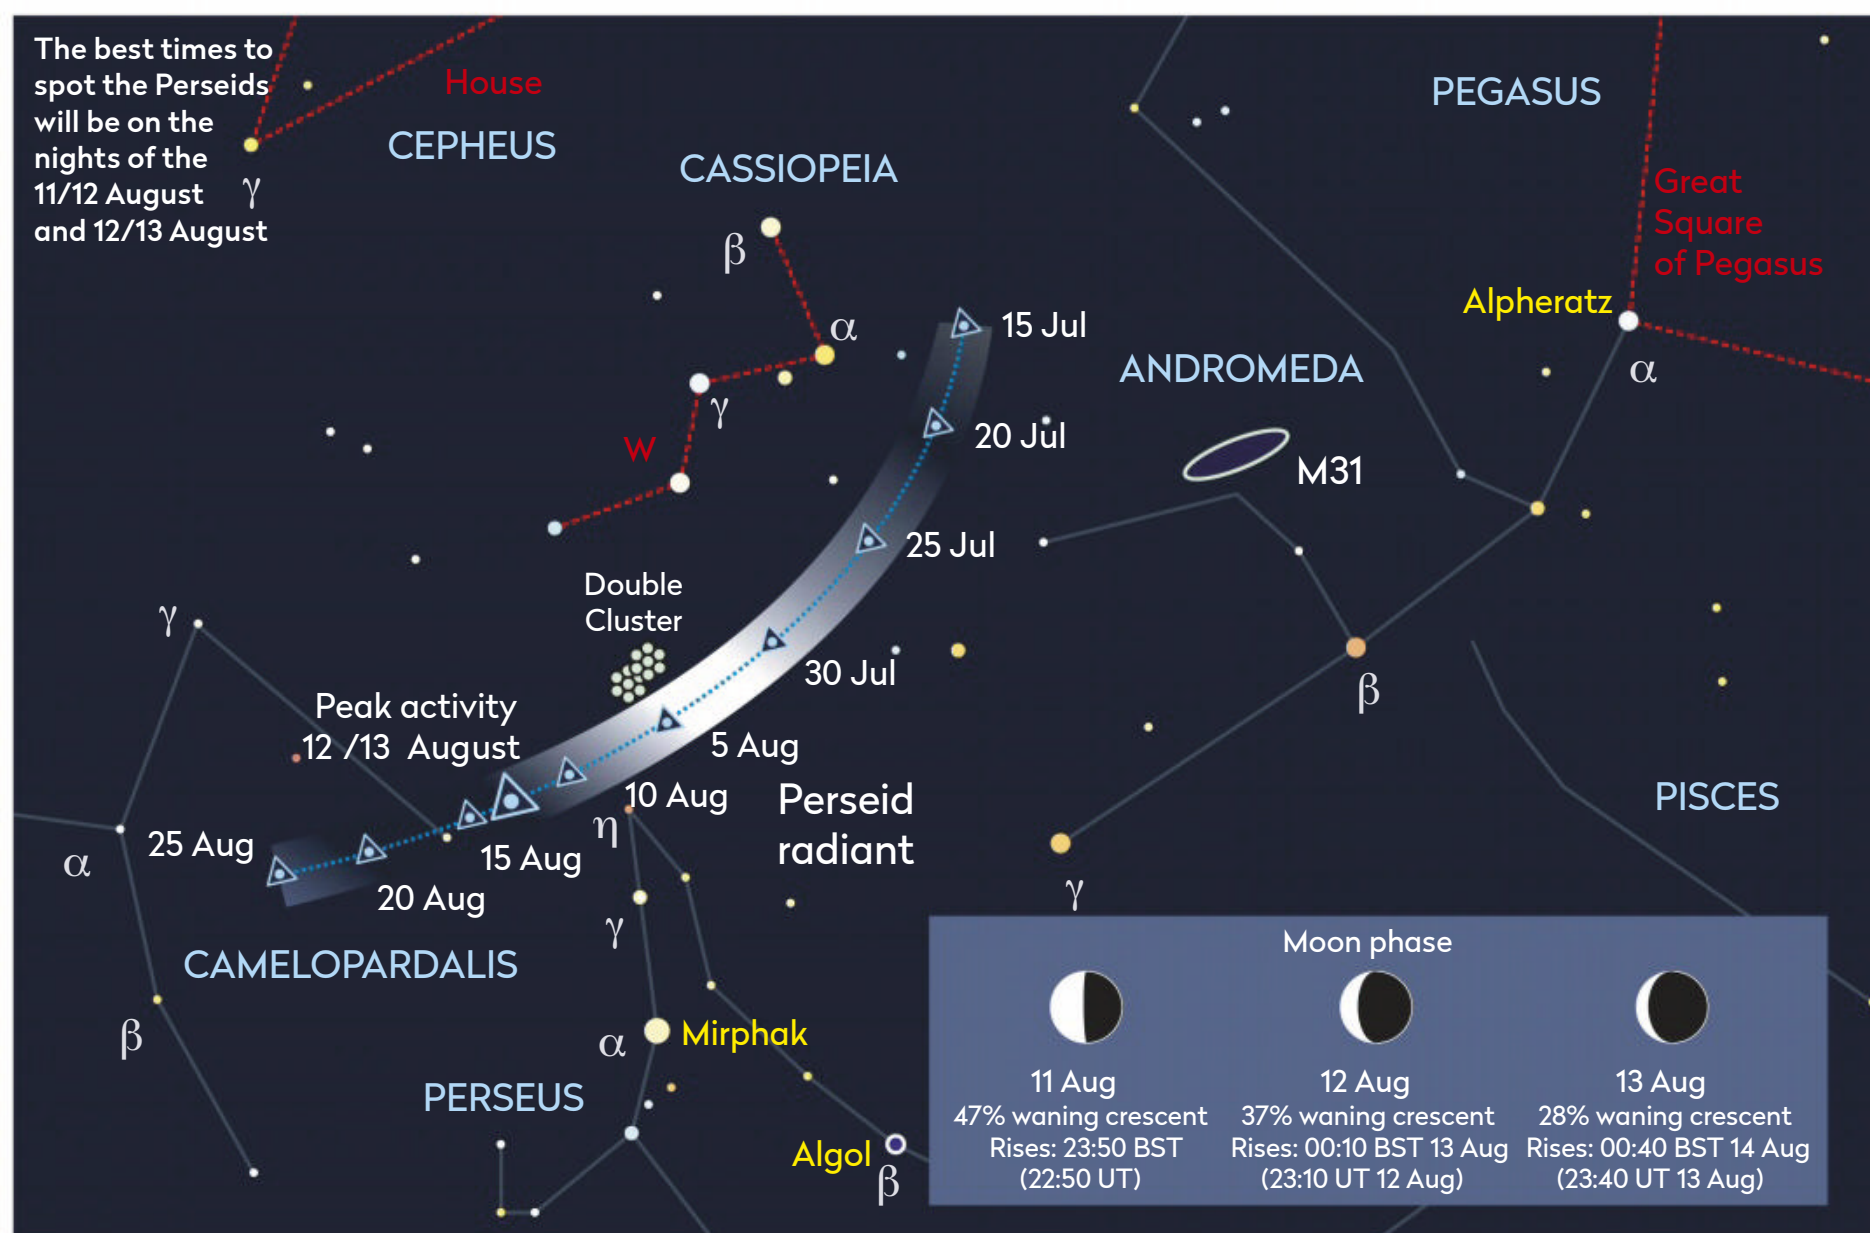 The best times to
spot the Perseids
will be on the
nights of the
11/12 August
and 12/13 August
γ
House
CEPHEUS
CASSIOPEIA
β
α
γ
W
PEGASUS
Great
Square
of Pegasus
Alpheratz
α
ANDROMEDA
M31
β
γ
15 Jul
20 Jul
25 Jul
30 Jul
5 Aug
10 Aug
15 Aug
20 Aug
25 Aug
Double
Cluster
Peak activity
12 /13 August
Perseid
radiant
PISCES
γ
α
β
CAMELOPARDALIS
η
γ
α
Mirphak
PERSEUS
Algol
β
Moon phase
11 Aug
47% waning crescent
Rises: 23:50 BST
(22:50 UT)
12 Aug
37% waning crescent
Rises: 00:10 BST 13 Aug
(23:10 UT 12 Aug)
13 Aug
28% waning crescent
Rises: 00:40 BST 14 Aug
(23:40 UT 13 Aug)